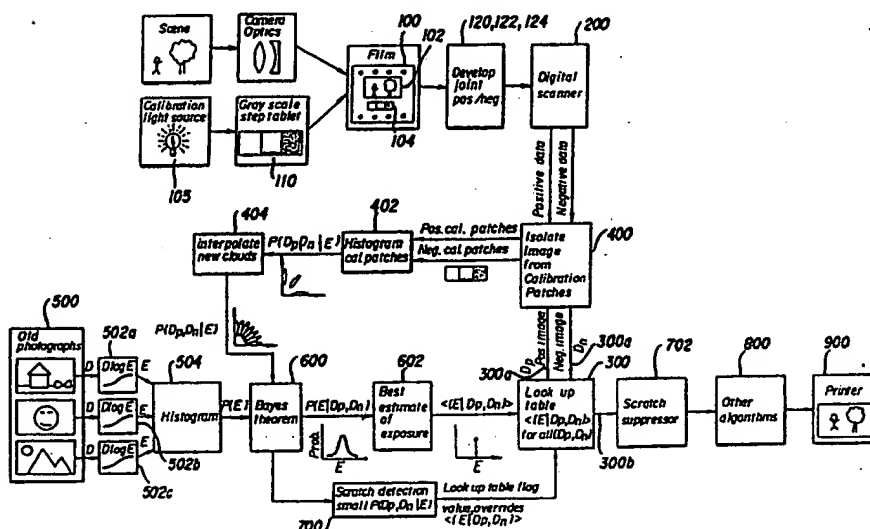 Scene
Camera
Optics
Film
100
102
120, 122, 124
200
Develop
joint
pos/neg.
Digital
scanner
Calibration
light source
Gray scale
step tablet
104
105
110
Positive data
Negative data
404
402
400
Interpolate
new clouds
P(DpDn|E)
Histogram
cal patches
Pos. cal. patches
Neg. cal patches
Isolate
Image
from
Calibration
Patches
500
502a
504
P(Dp,Dn|E)
600
602
300a
Dp
Pos image
Neg. image
Dn
300a
300
702
800
900
Old
photographs
D
DlogE
E
D
DlogE
E
D
DlogE
E
502b
502c
Histogram
P(E)
Bayes
theorem
P(E|Dp,Dn)
Prob.
E
Best
estimate
of
exposure
<(E|Dp,Dn)>
E
Look up
table
<(E|Dp,Dn)>
for all(Dp,Dn)
300b
Scratch
suppressor
Other
algorithms
Printer
Scratch detection
small P(Dp,Dn|E)
700
Look up table flag
value, overrides
<(E|Dp,Dn)>